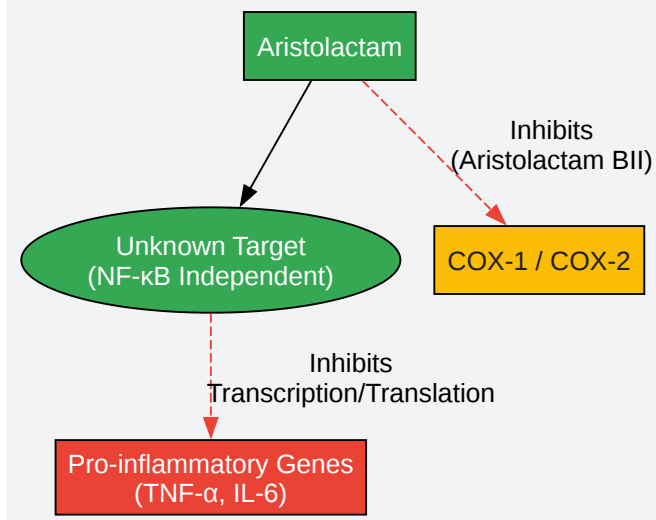 Aristolactam
Inhibits
(Aristolactam BII)
Unknown Target
(NF-κB Independent)
COX-1 / COX-2
Inhibits
Transcription/Translation
Pro-inflammatory Genes
(TNF-α, IL-6)